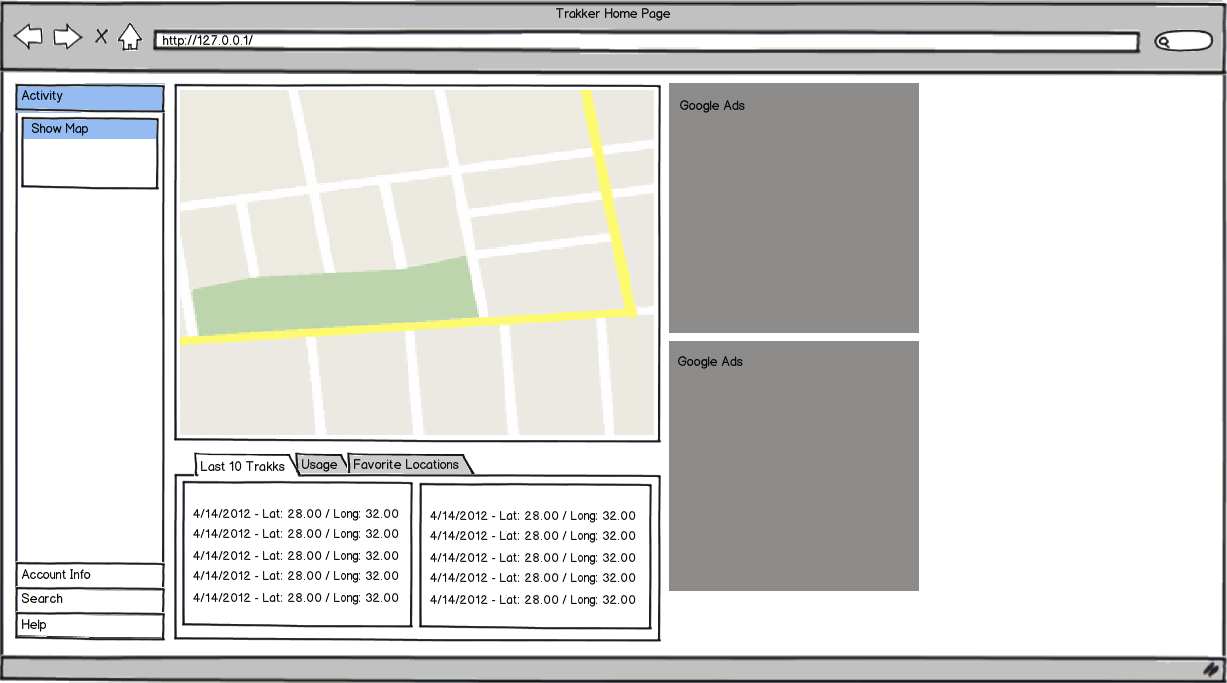 Trakker Home Page
http://127.0.0.1/
Activity
Show Map
Account Info
Search
Help
Last 10 Trakks
Usage
Favorite Locations
4/14/2012 - Lat: 28.00 / Long: 32.00
4/14/2012 - Lat: 28.00 / Long: 32.00
4/14/2012 - Lat: 28.00 / Long: 32.00
4/14/2012 - Lat: 28.00 / Long: 32.00
4/14/2012 - Lat: 28.00 / Long: 32.00
4/14/2012 - Lat: 28.00 / Long: 32.00
4/14/2012 - Lat: 28.00 / Long: 32.00
4/14/2012 - Lat: 28.00 / Long: 32.00
4/14/2012 - Lat: 28.00 / Long: 32.00
4/14/2012 - Lat: 28.00 / Long: 32.00
Google Ads
Google Ads